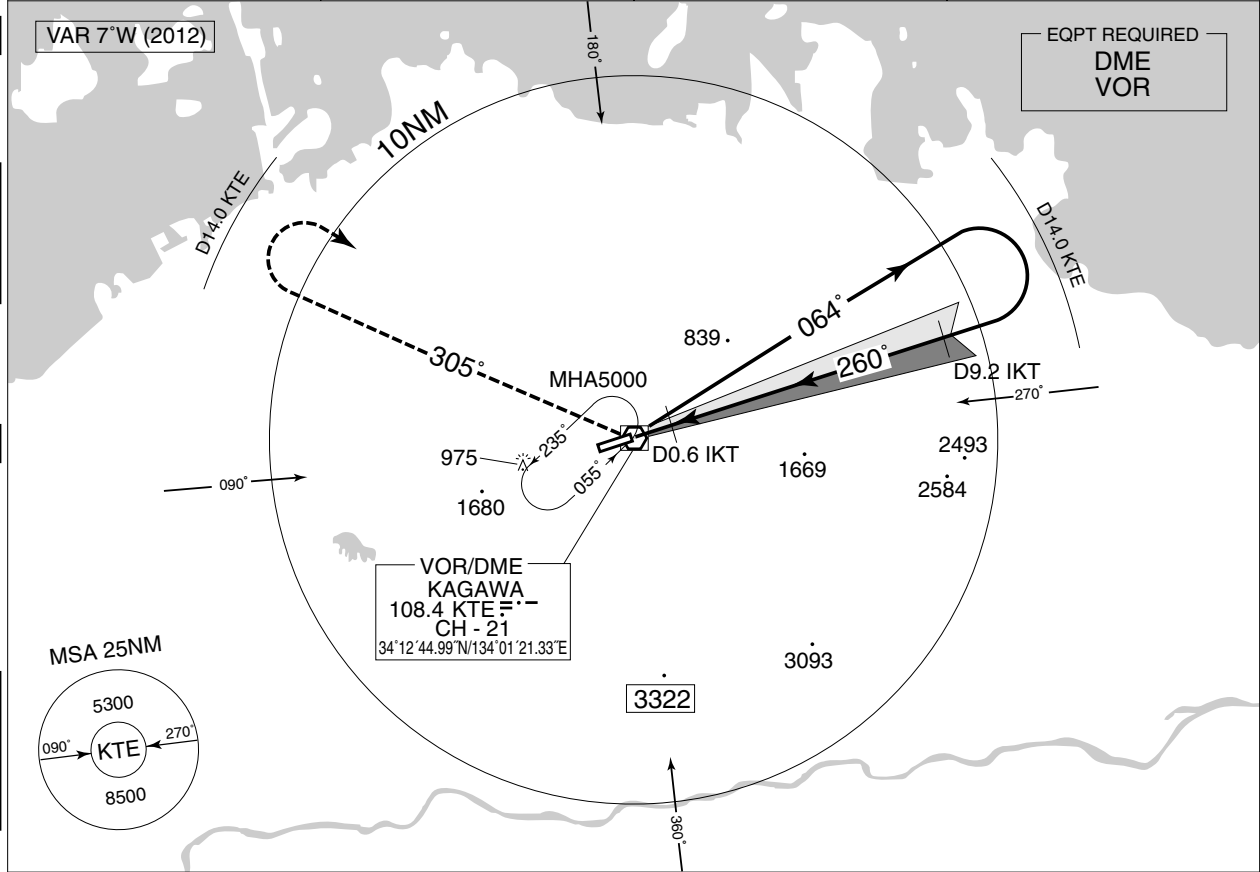 VAR 7˚W (2012)
EQPT REQUIRED
DME
VOR
180˚
10NM
D14.0 KTE
D14.0 KTE
064˚
839
305˚
260˚
MHA5000
D9.2 IKT
270˚
235˚
D0.6 IKT
975
2493
055˚
1669
090˚
2584
1680
VOR/DME
KAGAWA
108.4 KTE
CH - 21
34˚12´44.99˝N/134˚01´21.33˝E
MSA 25NM
3093
5300
3322
090˚
KTE
270˚
8500
360˚